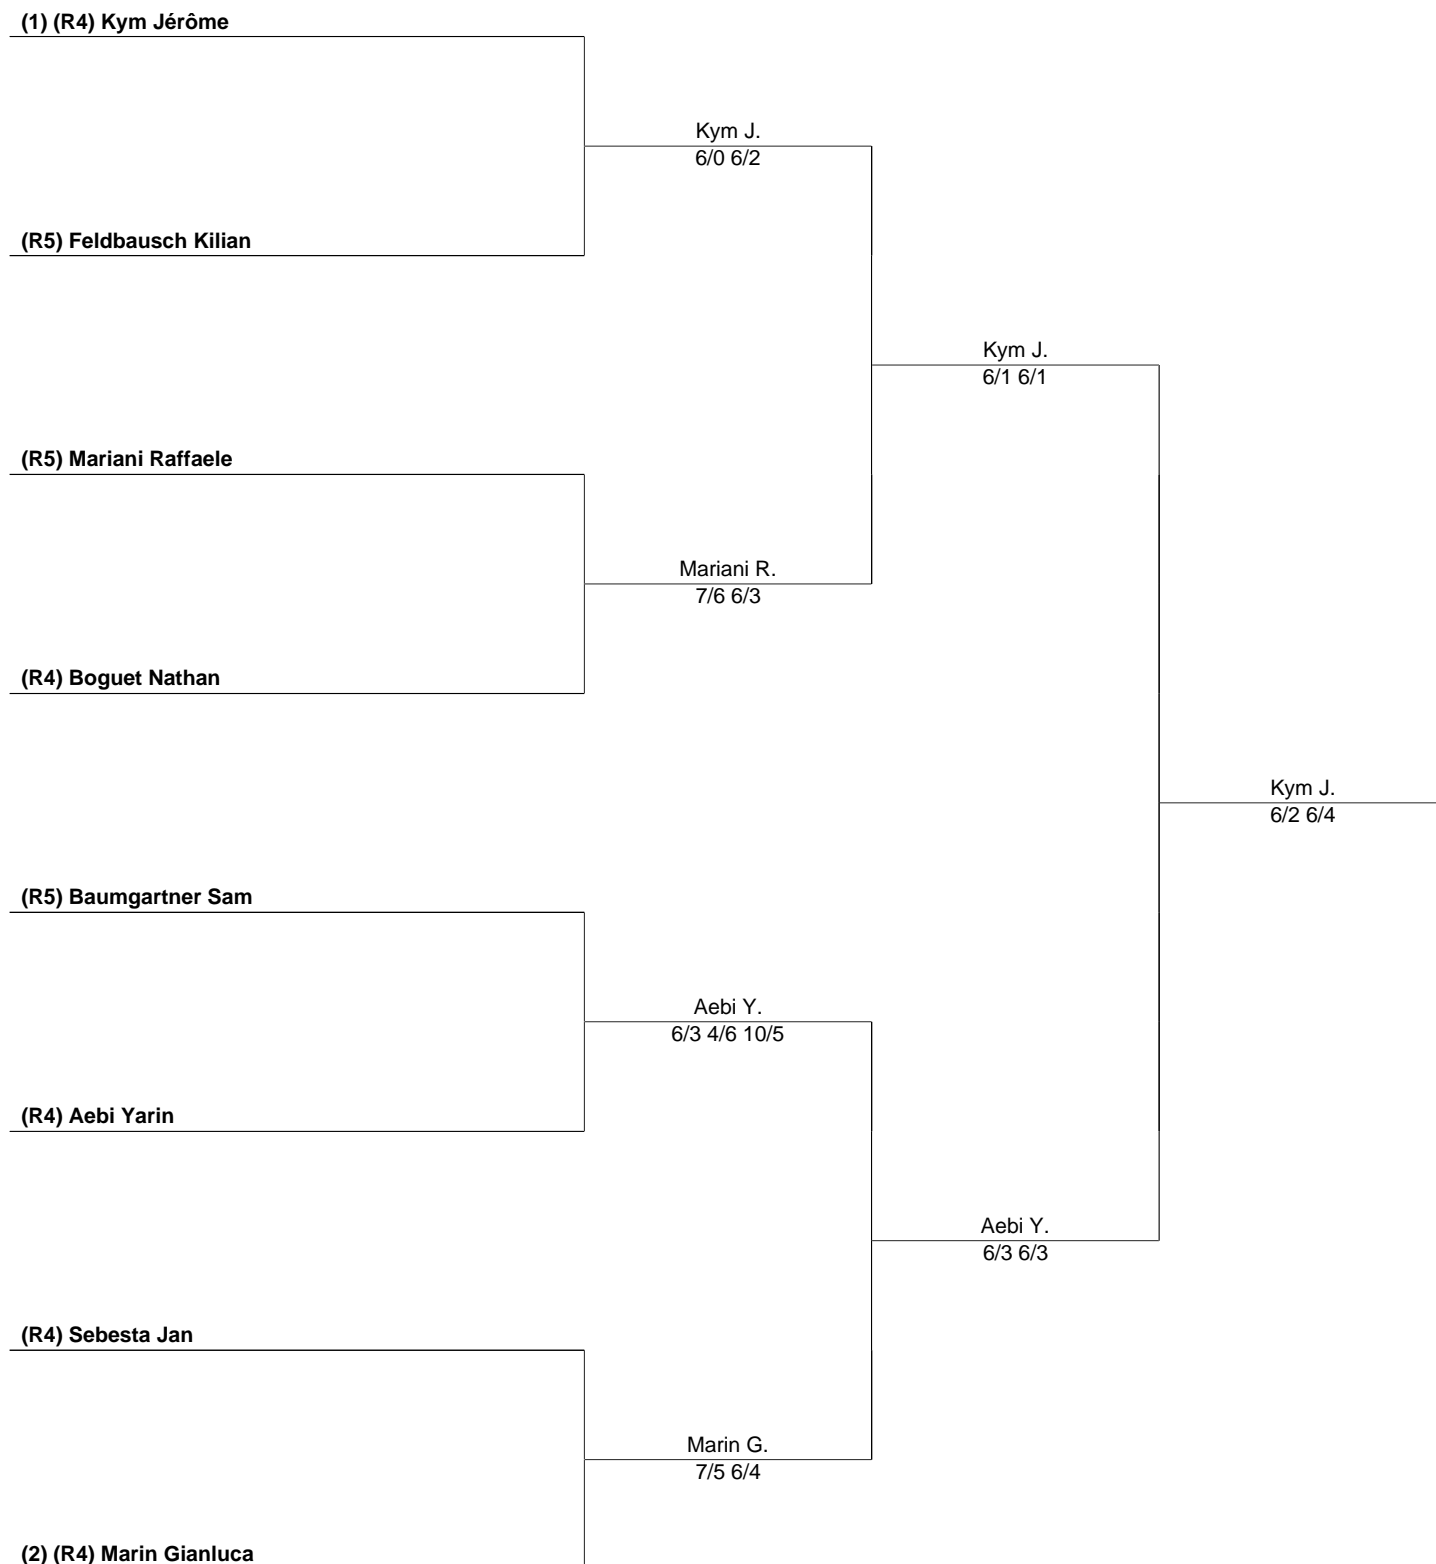 (1) (R4) Kym Jérôme
Kym J.
6/0 6/2
(R5) Feldbausch Kilian
Kym J.
6/1 6/1
(R5) Mariani Raffaele
Mariani R.
7/6 6/3
(R4) Boguet Nathan
Kym J.
6/2 6/4
(R5) Baumgartner Sam
Aebi Y.
6/3 4/6 10/5
(R4) Aebi Yarin
Aebi Y.
6/3 6/3
(R4) Sebesta Jan
Marin G.
7/5 6/4
(2) (R4) Marin Gianluca